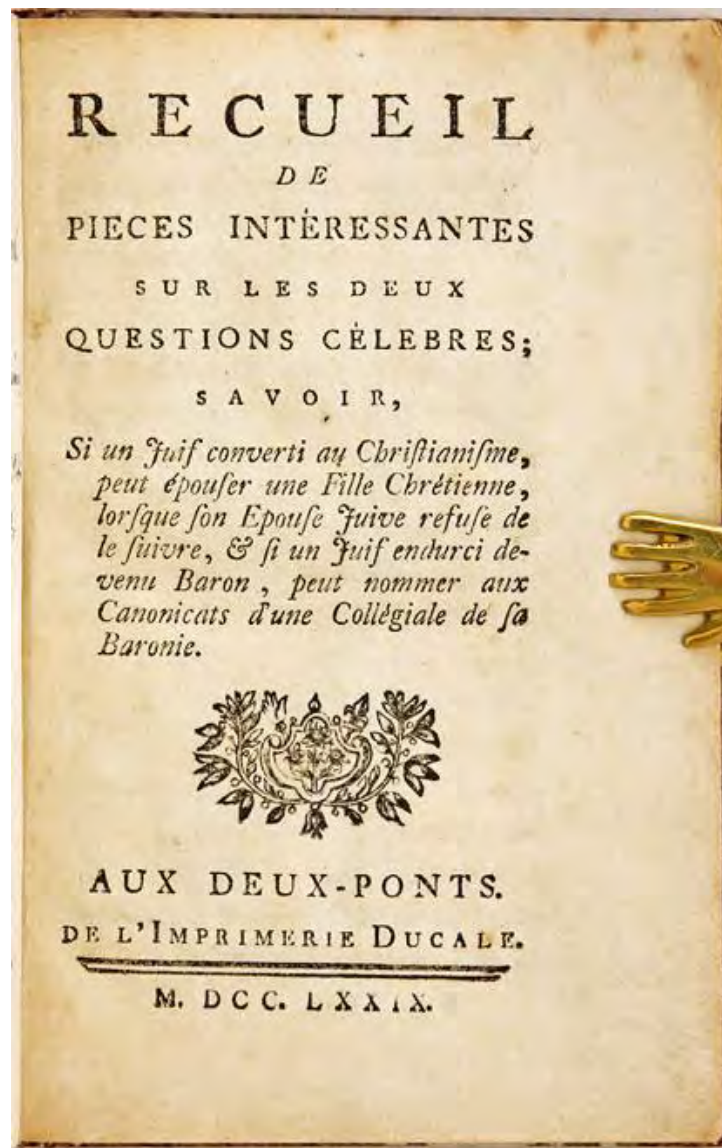 RECUEIL
DE
PIECES INTÈRESSANTES
SUR LES DEUX
QUESTIONS CÈLEBRES;
SAVOIR,
Si un Juif converti au Chriſtianiſme,
peut épouſer une Fille Chrétienne,
lorſque ſon Epouſe Juive refuſe de
le ſuivre, & ſi un Juif endurci de-
venu Baron, peut nommer aux
Canonicats d'une Collégiale de ſa
Baronie.
AUX DEUX-PONTS.
DE L'IMPRIMERIE DUCALE.
M. DCC. LXXIX.